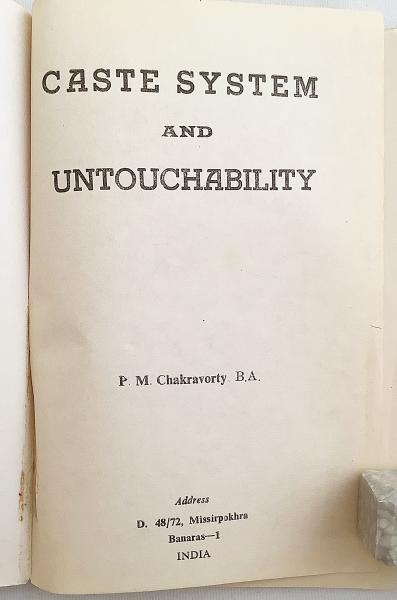 CASTE SYSTEM
AND
UNTOUCHABILITY
P. M. Chakravorty B.A.
Address
D. 48/72, Missirpokhra
Banaras—1
INDIA